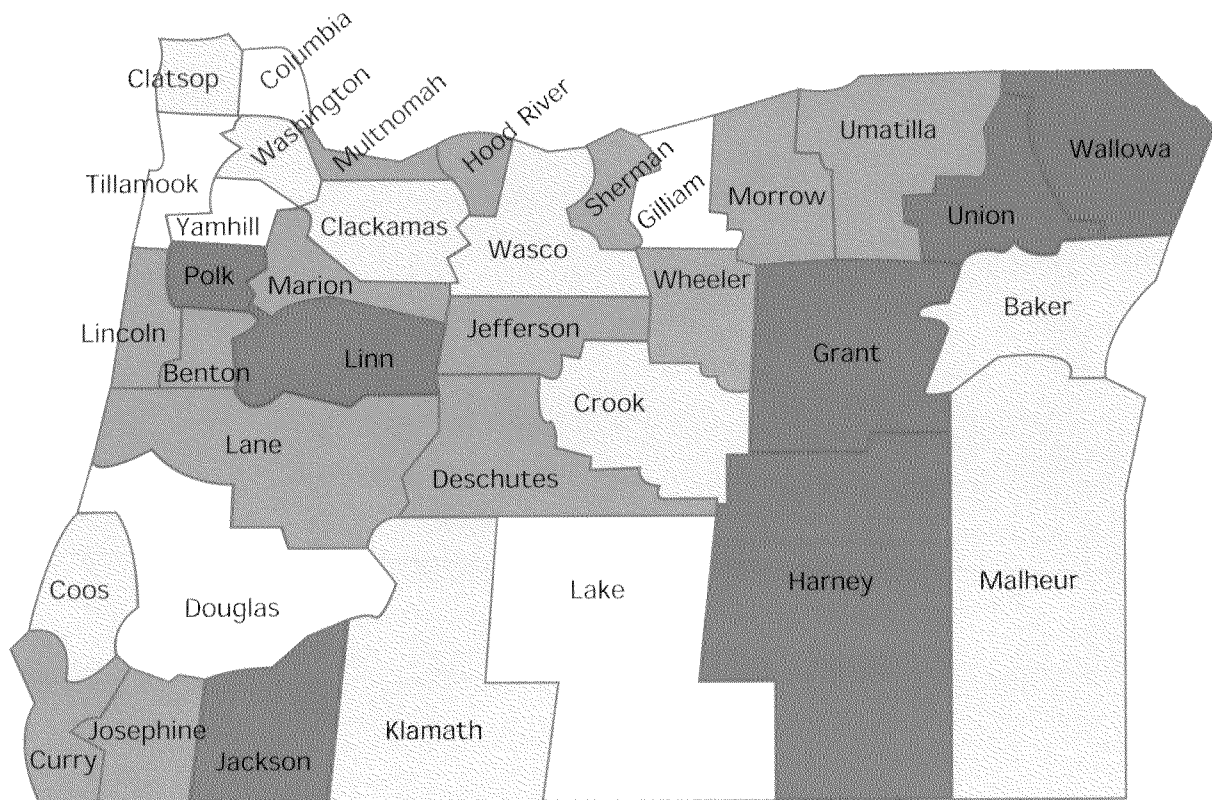 Clatsop
Columbia
Washington
Multnomah
Hood River
Sherman
Gilliam
Morrow
Umatilla
Wallowa
Tillamook
Yamhill
Clackamas
Wasco
Union
Polk
Marion
Wheeler
Baker
Lincoln
Benton
Linn
Jefferson
Grant
Crook
Lane
Deschutes
Coos
Douglas
Lake
Harney
Malheur
Josephine
Curry
Jackson
Klamath